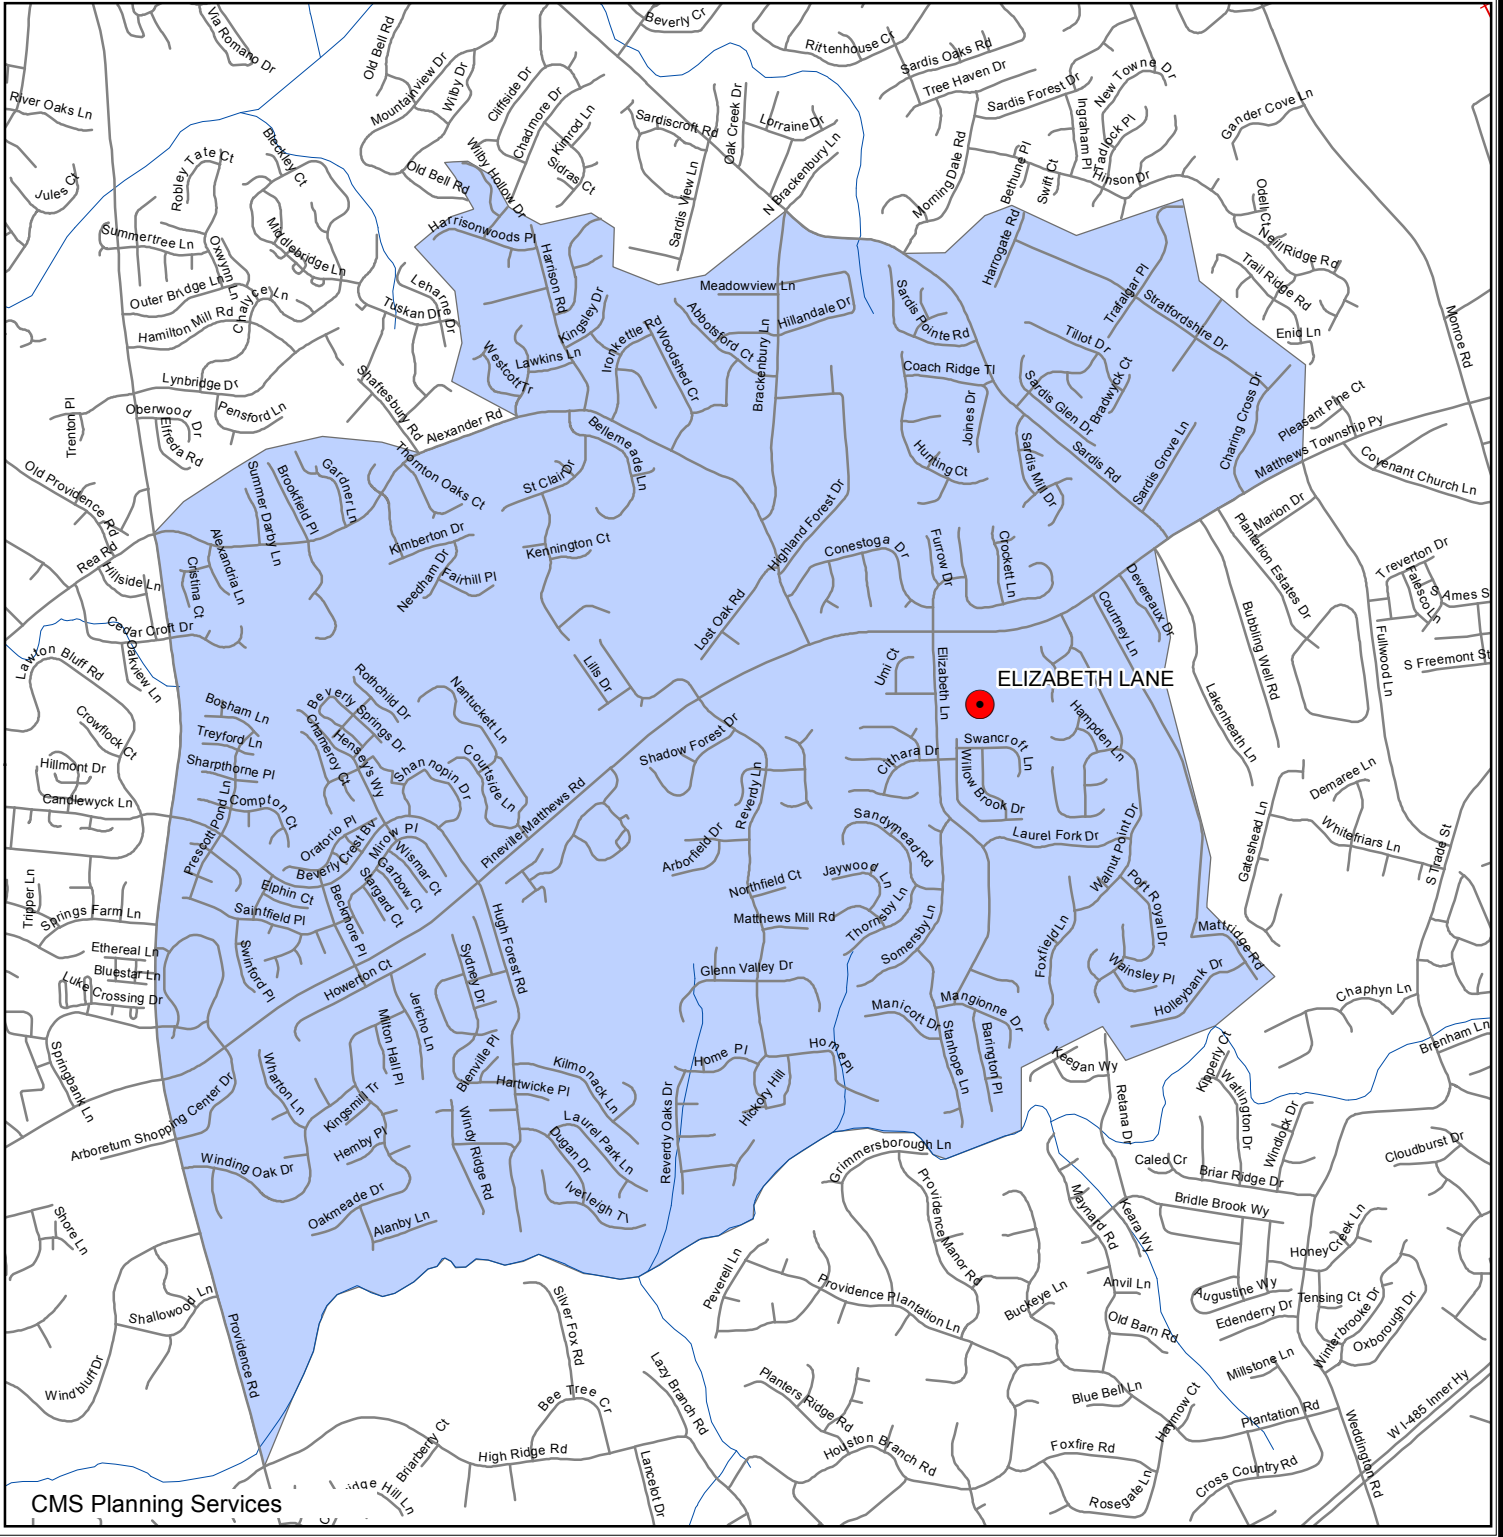 Via Romano Dr
Old Bell Rd
Beverly Cr
Rittenhouse Cr
Sardis Oaks Rd
Tree Haven Dr
Sardis Forest Dr
New Towne Dr
Gander Cove Ln
River Oaks Ln
Mountainview Dr
Wilby Dr
Cliffside Dr
Chadmore Dr
Kimrod Ln
Sardiscroft Rd
Oak Creek Dr
Lorraine Dr
Ingraham Pl
Tadlock Pl
Bleckley Ct
Robley Tate Ct
Jules Ct
Old Bell Rd
Wilby Hollow Dr
Sidras Ct
Sardis View Ln
N Brackenbury Ln
Morning Dale Rd
Bethune Pl
Swift Ct
Hinson Dr
Odell Ct
Neill Ridge Rd
Trail Ridge Rd
Enid Ln
Monroe Rd
Summertree Ln
Oxwynn Ln
Middlebridge Ln
Outer Bridge Ln
Chalyce Ln
Hamilton Mill Rd
Leharne Dr
Tuskan Dr
Harrisonwoods Pl
Harrison Rd
Kingsley Dr
Lawkins Ln
Westcott Tr
Ironkettle Rd
Woodshed Cr
Abbotsford Ct
Meadowview Ln
Hillandale Dr
Brackenbury Ln
Sardis Pointe Rd
Harrogate Rd
Trafalgar Pl
Stratfordshire Dr
Tillot Dr
Bradwyck Ct
Coach Ridge Tl
Sardis Glen Dr
Joines Dr
Hunting Ct
Sardis Mill Dr
Sardis Rd
Sardis Grove Ln
Charing Cross Dr
Pleasant Pine Ct
Matthews Township Py
Covenant Church Ln
Lynbridge Dr
Trenton Pl
Oberwood Dr
Elfreda Rd
Pensford Ln
Shaftesbury Rd
Alexander Rd
Old Providence Rd
Rea Rd
Hillside Ln
Cedar Croft Dr
Oakview Ln
Lawton Bluff Rd
Summer Darby Ln
Brookfield Pl
Gardner Ln
Thornton Oaks Ct
Alexandria Ln
Cristina Ct
Kimberton Dr
Needham Dr
Fairhill Pl
St Clair Dr
Bellemeade Ln
Kennington Ct
Highland Forest Dr
Lost Oak Rd
Conestoga Dr
Furrow Dr
Crockett Ln
Marion Dr
Plantation Estates Dr
Treverton Dr
Falesco Ln
S Ames S
S Freemont St
Fullwood Ln
Bubbling Well Rd
Devereaux Dr
Courtney Ln
Lakenheath Ln
Lills Dr
Umi Ct
Elizabeth Ln
ELIZABETH LANE
Hampden Ln
Swancroft Ln
Willow Brook Dr
Cithara Dr
Shadow Forest Dr
Reverdy Ln
Arborfield Dr
Sandymead Rd
Laurel Fork Dr
Walnut Point Dr
Port Royal Dr
Jaywood Ln
Thornsby Ln
Somersby Ln
Northfield Ct
Matthews Mill Rd
Glenn Valley Dr
Foxfield Ln
Wainsley Pl
Holleybank Dr
Mattridge Rd
Gateshead Ln
Demaree Ln
Whitefriars Ln
S Trade St
Chaphyn Ln
Brenham Ln
Crowflock Ct
Hillmont Dr
Candlewyck Ln
Bosham Ln
Treyford Ln
Sharpthorne Pl
Prescott Pond Ln
Compton Ct
Beverly Springs Dr
Rothchild Dr
Nantuckett Ln
Chameroy Ct
Hensey's Wy
Shannopin Dr
Courtside Ln
Pineville-Matthews Rd
Oratorio Pl
Beverly Crest Bv
Mirow Pl
Wismar Ct
Garbow Ct
Stargard Ct
Beckmore Pl
Elphin Ct
Saintfield Pl
Swinford Pl
Hugh Forest Rd
Sydney Dr
Howerton Ct
Jericho Ln
Milton Hall Pl
Blenville Pl
Wharton Ln
Kingsmill Tr
Hemby Pl
Windy Ridge Rd
Hartwicke Pl
Kilmonack Ln
Laurel Park Ln
Dugan Dr
Iverleigh Tl
Oakmeade Dr
Alanby Ln
Winding Oak Dr
Arboretum Shopping Center Dr
Tripper Ln
Springs Farm Ln
Ethereal Ln
Bluestar Ln
Luke Crossing Dr
Springbank Ln
Shore Ln
Shallowood Ln
Windbluff Dr
Providence Rd
Home Pl
Home Pl
Hickory Hill
Reverdy Oaks Dr
Manicott Dr
Mangionne Dr
Stanhope Ln
Barington Pl
Keegan Wy
Retana Dr
Kipperly Ct
Watlington Dr
Windlock Dr
Caleo Cr
Briar Ridge Dr
Bridle Brook Wy
Cloudburst Dr
Grimmersborough Ln
Providence Manor Rd
Maynard Rd
Keara Wy
Honey Creek Ln
Anvil Ln
Augustine Wy
Tensing Ct
Edenderry Dr
Winterbrooke Dr
Oxborough Dr
Peverell Ln
Providence Plantation Ln
Buckeye Ln
Old Barn Rd
Millstone Ln
Blue Bell Ln
Haymow Ct
Plantation Rd
Weddington Rd
W I-485 Inner Hy
Planters Ridge Rd
Houston Branch Rd
Foxfire Rd
Rosegate Ln
Cross Country Rd
Silver Fox Rd
Bee Tree Cr
Lazy Branch Rd
High Ridge Rd
Briarberry Ct
Lancelot Dr
Hill Ln
CMS Planning Services